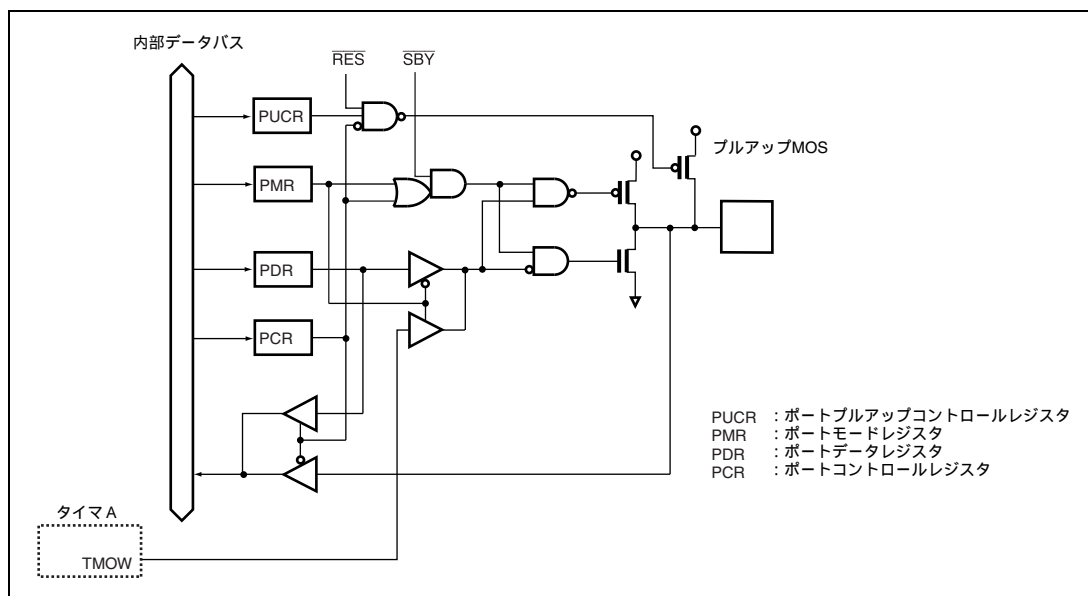 内部データバス
RES
SBY
PUCR
プルアップMOS
PMR
PDR
PCR
PUCR :ポートプルアップコントロールレジスタ
PMR :ポートモードレジスタ
PDR :ポートデータレジスタ
PCR :ポートコントロールレジスタ
タイマA
TMOW